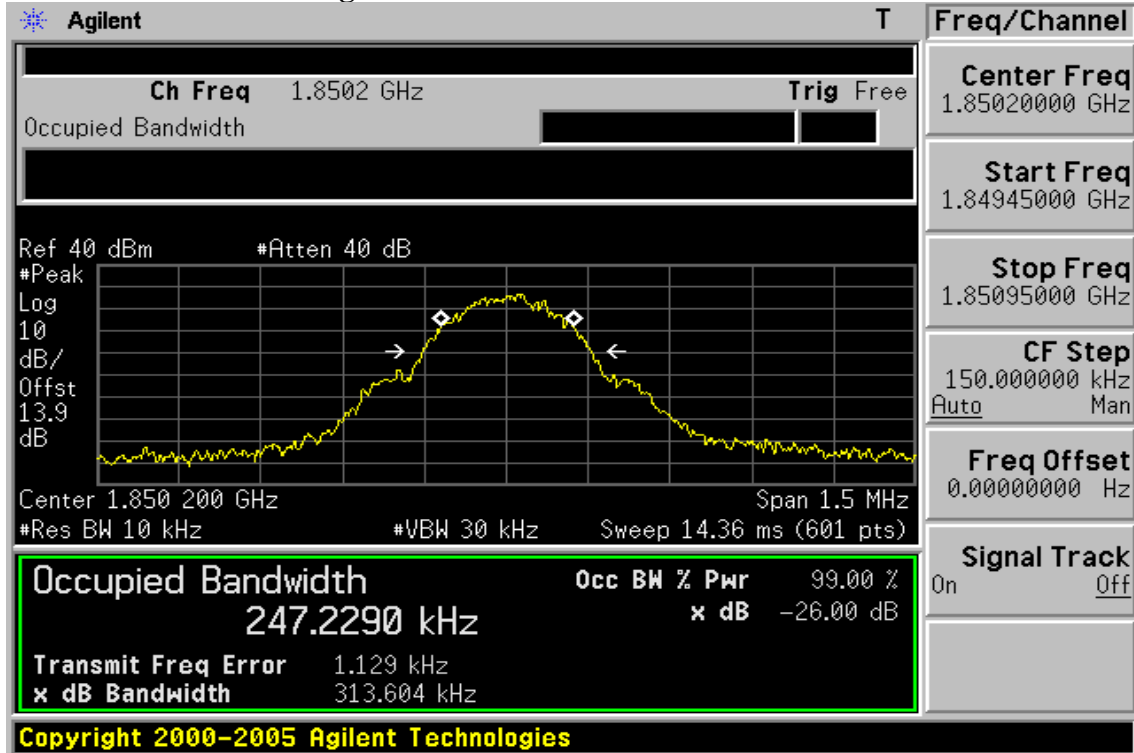 Agilent T Freq/Channel
Ch Freq 1.8502 GHz Trig Free
Occupied Bandwidth
Center Freq
1.85020000 GHz
Start Freq
1.84945000 GHz
Stop Freq
1.85095000 GHz
CF Step
150.000000 kHz
Auto Man
Freq Offset
0.00000000 Hz
Signal Track
On Off
Ref 40 dBm #Atten 40 dB
#Peak
Log
10
dB/
Offst
13.9
dB
Center 1.850 200 GHz Span 1.5 MHz
#Res BW 10 kHz #VBW 30 kHz Sweep 14.36 ms (601 pts)
Occupied Bandwidth Occ BW % Pwr 99.00 %
247.2290 kHz x dB -26.00 dB
Transmit Freq Error 1.129 kHz
x dB Bandwidth 313.604 kHz
Copyright 2000-2005 Agilent Technologies